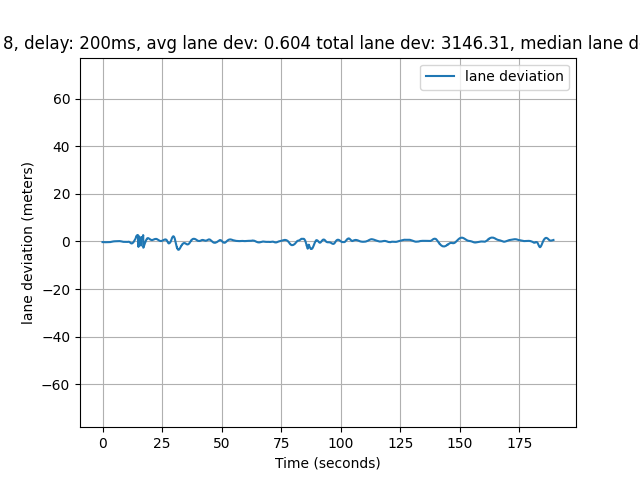 8, delay: 200ms, avg lane dev: 0.604 total lane dev: 3146.31, median lane d
lane deviation
60
40
20
0
−20
−40
−60
lane deviation (meters)
0 25 50 75 100 125 150 175
Time (seconds)